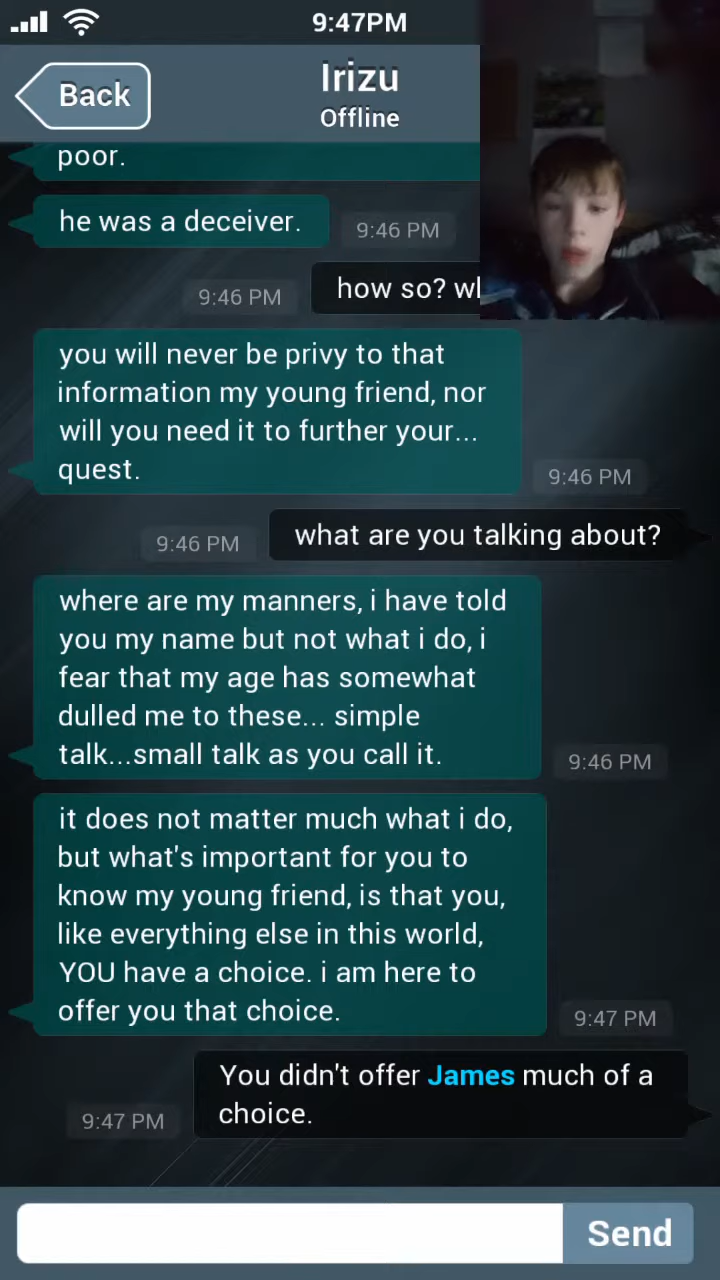 9:47PM
Back
Irizu
Offline
poor.
he was a deceiver.
9:46 PM
9:46 PM
how so?
you will never be privy to that
information my young friend, nor
will you need it to further your...
quest.
9:46 PM
9:46 PM
what are you talking about?
where are my manners, i have told
you my name but not what i do, i
fear that my age has somewhat
dulled me to these... simple
talk...small talk as you call it.
9:46 PM
it does not matter much what i do,
but what's important for you to
know my young friend, is that you,
like everything else in this world,
YOU have a choice. i am here to
offer you that choice.
9:47 PM
You didn't offer James much of a
choice.
9:47 PM
Send